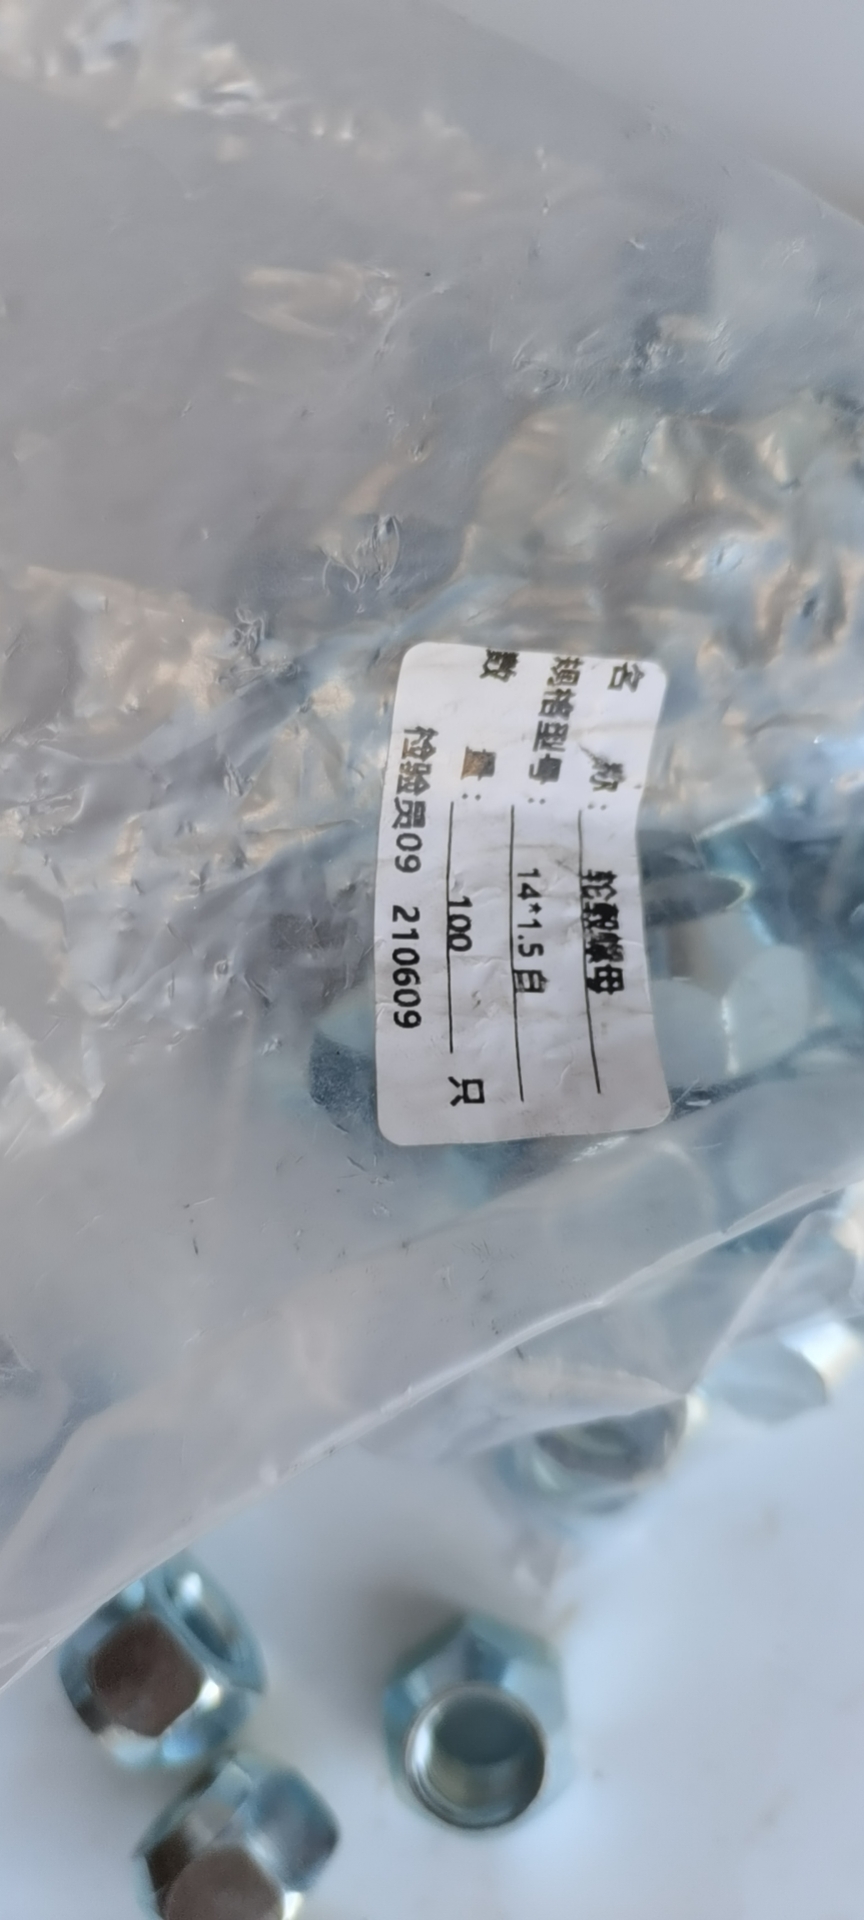 名 称： 轮毂螺母
规格型号： 14*1.5 白
数 量： 100 只
检验员09 210609